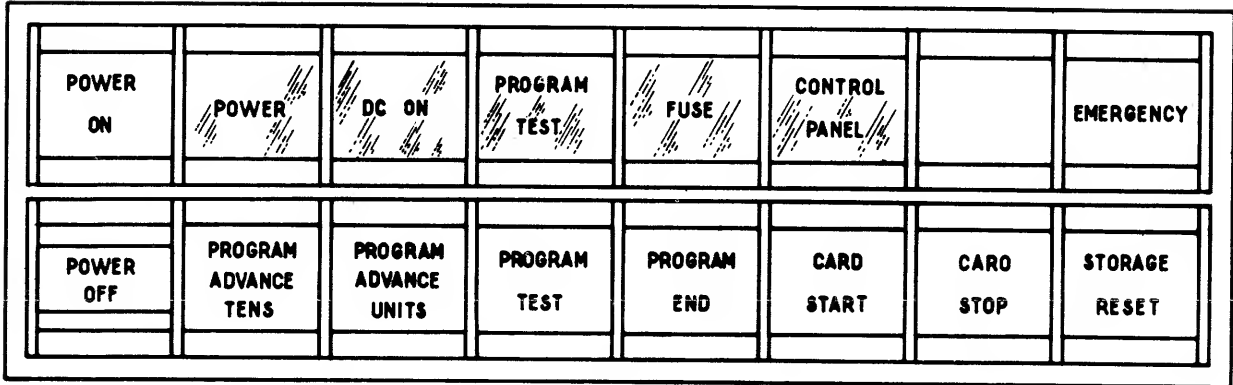 POWER
ON
POWER
DC ON
PROGRAM
TEST
FUSE
CONTROL
PANEL
EMERGENCY
POWER
OFF
PROGRAM
ADVANCE
TENS
PROGRAM
ADVANCE
UNITS
PROGRAM
TEST
PROGRAM
END
CARD
START
CARO
STOP
STORAGE
RESET